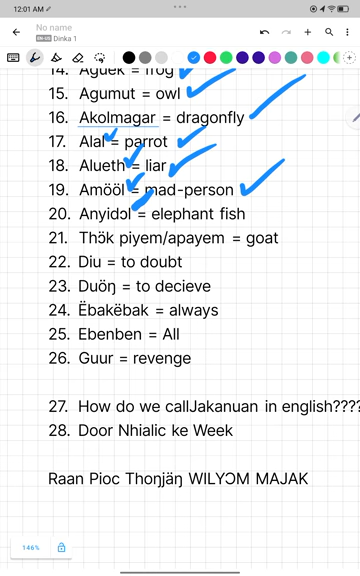 12:01 AM
No name
EN-US Dinka 1
14. Aguek = frog
15. Agumut = owl
16. Akolmagar = dragonfly
17. Alal = parrot
18. Alueth = liar
19. Amööl = mad-person
20. Anyidɔl = elephant fish
21. Thök piyem/apayem = goat
22. Diu = to doubt
23. Duöŋ = to decieve
24. Ëbakëbak = always
25. Ebenben = All
26. Guur = revenge
27. How do we callJakanuan in english????
28. Door Nhialic ke Week
Raan Pioc Thoŋjäŋ WILYƆM MAJAK
146%